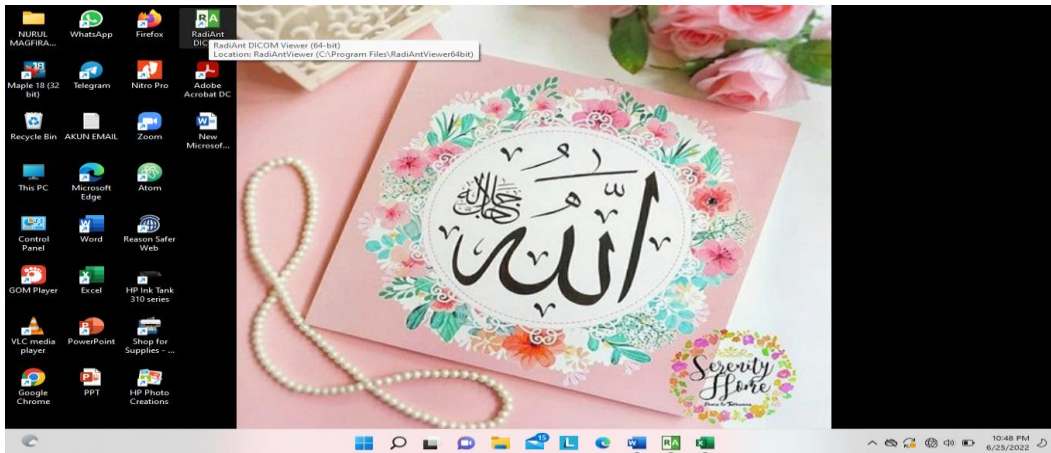 NURUL
MAGFIRA...
WhatsApp
Firefox
RadiAnt
DIC
RadiAnt DICOM Viewer (64-bit)
Location: RadiAntViewer (C:\Program Files\RadiAntViewer64bit)
Maple 18 (32
bit)
Telegram
Nitro Pro
Adobe
Acrobat DC
Recycle Bin
AKUN EMAIL
Zoom
New
Microsof...
This PC
Microsoft
Edge
Atom
Control
Panel
Word
Reason Safer
Web
GOM Player
Excel
HP Ink Tank
310 series
VLC media
player
PowerPoint
Shop for
Supplies - ...
Google
Chrome
PPT
HP Photo
Creations
الله
جل جلاله
Serenity
Home
15
10:48 PM
6/25/2022